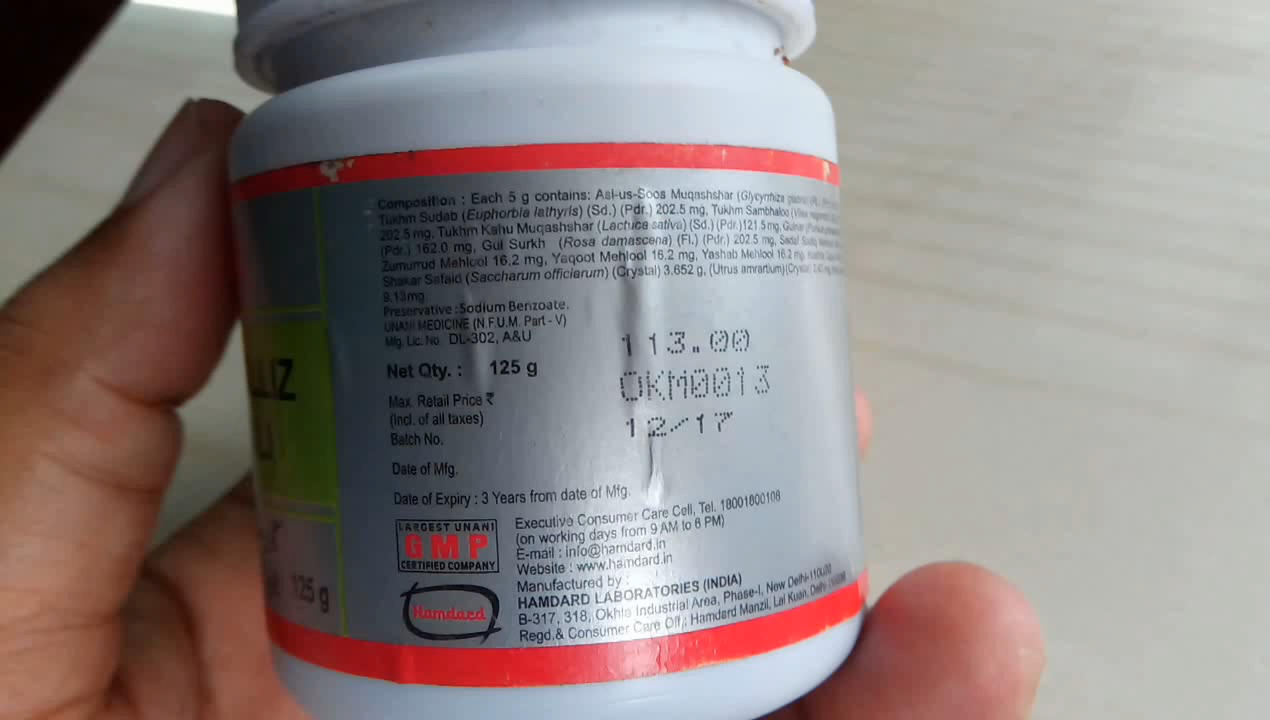 Composition : Each 5 g contains: Asl-us-Soos Muqashshar (Glycyrrhiza
Tukhm Sudab (Euphorbia lathyris) (Sd.) (Pdr.) 202.5 mg, Tukhm Sambhaloo
202.5 mg, Tukhm Kahu Muqashshar (Lactuca sativa) (Sd.) (Pdr.)121.5 mg,
(Pdr.) 162.0 mg, Gul Surkh (Rosa damascena) (Fl.) (Pdr.) 202.5 mg,
Zumurrud Mehlool 16.2 mg, Yaqoot Mehlool 16.2 mg, Yashab Mehlool 16.2 mg,
Shakar Safaid (Saccharum officiarum) (Crystal) 3.652 g,
9.13mg
Preservative : Sodium Benzoate.
UNANI MEDICINE (N.F.U.M. Part - V)
Mfg. Lic. No. DL-302, A&U
Net Qty. : 125 g
Max. Retail Price ₹
(Incl. of all taxes)
Batch No.
Date of Mfg.
113.00
OKM0013
12/17
Date of Expiry : 3 Years from date of Mfg.
LARGEST UNANI
GMP
CERTIFIED COMPANY
Hamdard
Executive Consumer Care Cell, Tel. 18001800108
(on working days from 9 AM to 6 PM)
E-mail : info@hamdard.in
Website : www.hamdard.in
Manufactured by :
HAMDARD LABORATORIES (INDIA)
B-317, 318, Okhla Industrial Area, Phase-I, New Delhi-110020
Regd.& Consumer Care Off.: Hamdard Manzil, Lal Kuan, Delhi-
LLIZ
LI
125 g